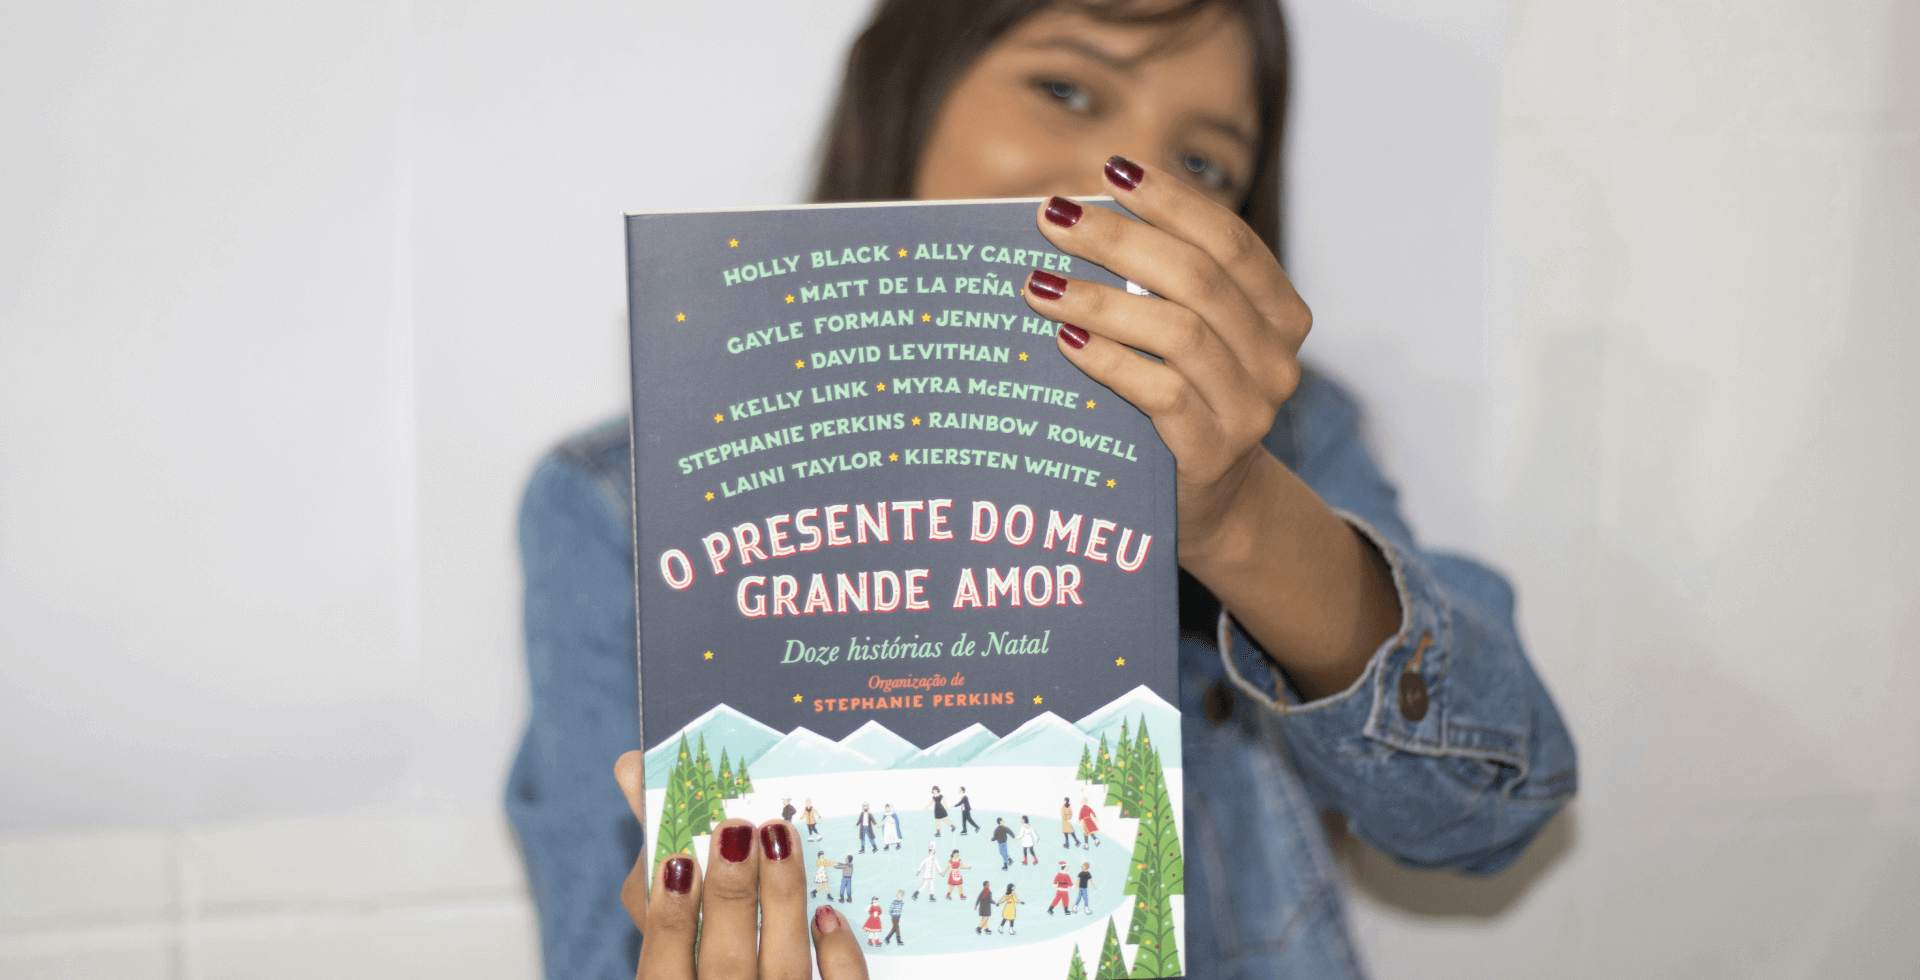 HOLLY BLACK ★ ALLY CARTER
★ MATT DE LA PEÑA ★
GAYLE FORMAN ★ JENNY
★ DAVID LEVITHAN ★
★ KELLY LINK ★ MYRA McENTIRE ★
STEPHANIE PERKINS ★ RAINBOW ROWELL
★ LAINI TAYLOR ★ KIERSTEN WHITE ★
O PRESENTE DO MEU
GRANDE AMOR
Doze histórias de Natal
Organização de
★ STEPHANIE PERKINS ★